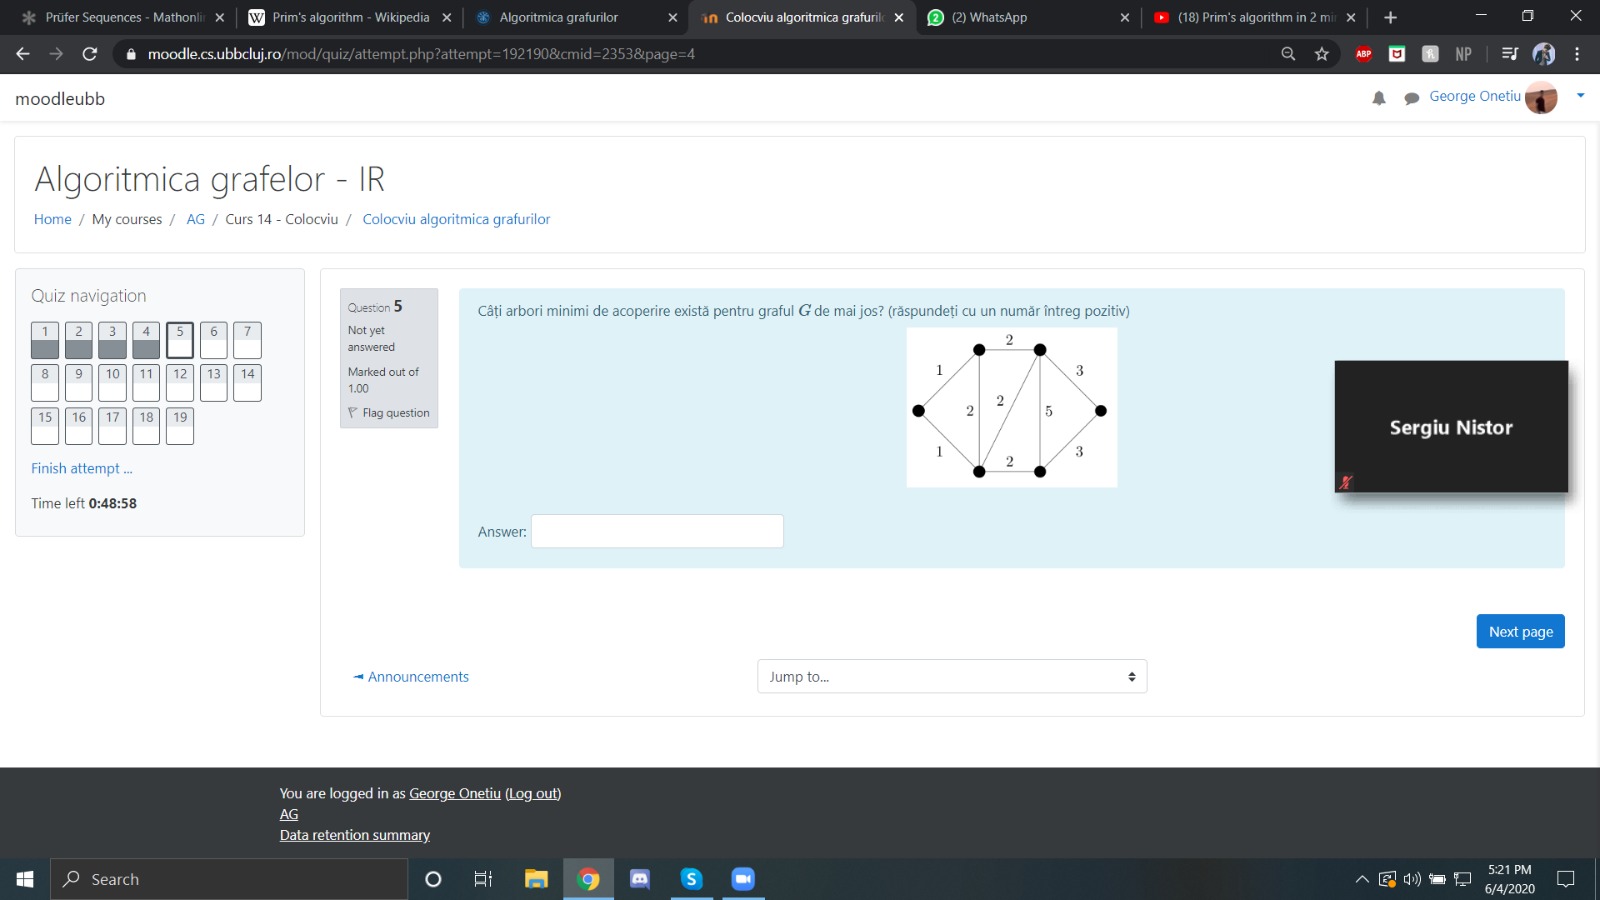 Prüfer Sequences - Mathonlin
Prim's algorithm - Wikipedia
Algoritmica grafurilor
Colocviu algoritmica grafurilo
(2) WhatsApp
(18) Prim's algorithm in 2 min
moodle.cs.ubbcluj.ro/mod/quiz/attempt.php?attempt=192190&cmid=2353&page=4
ABP
NP
moodleubb
George Onetiu
Algoritmica grafelor - IR
Home / My courses / AG / Curs 14 - Colocviu / Colocviu algoritmica grafurilor
Quiz navigation
1 2 3 4 5 6 7
8 9 10 11 12 13 14
15 16 17 18 19
Finish attempt ...
Time left 0:48:58
Question 5
Not yet
answered
Marked out of
1.00
Flag question
Câți arbori minimi de acoperire există pentru graful G de mai jos? (răspundeți cu un număr întreg pozitiv)
2
1 3
2 2 5
1 2 3
Answer:
Sergiu Nistor
Next page
◄ Announcements
Jump to...
You are logged in as George Onetiu (Log out)
AG
Data retention summary
Search
5:21 PM
6/4/2020